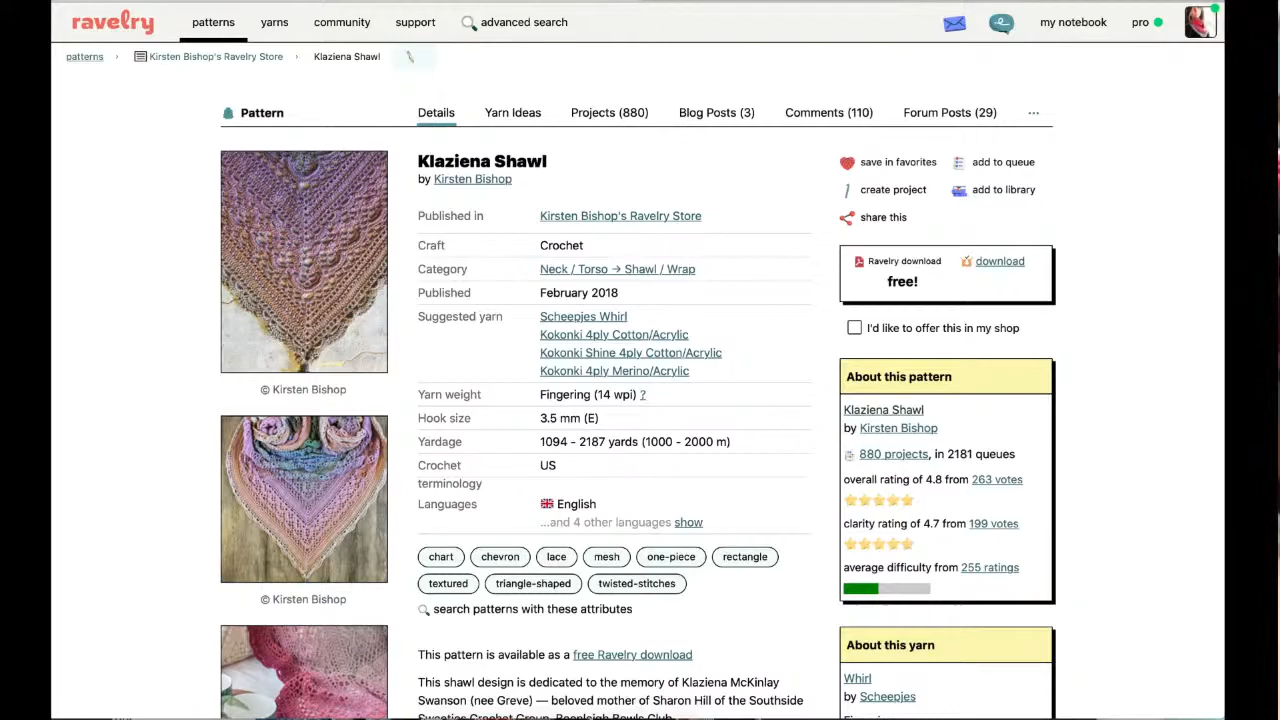 ravelry
patterns
yarns
community
support
advanced search
my notebook
pro
patterns › Kirsten Bishop's Ravelry Store › Klaziena Shawl
Pattern
Details
Yarn Ideas
Projects (880)
Blog Posts (3)
Comments (110)
Forum Posts (29)
...
© Kirsten Bishop
© Kirsten Bishop
Klaziena Shawl
by Kirsten Bishop
Published in Kirsten Bishop's Ravelry Store
Craft Crochet
Category Neck / Torso → Shawl / Wrap
Published February 2018
Suggested yarn Scheepjes Whirl
Kokonki 4ply Cotton/Acrylic
Kokonki Shine 4ply Cotton/Acrylic
Kokonki 4ply Merino/Acrylic
Yarn weight Fingering (14 wpi) ?
Hook size 3.5 mm (E)
Yardage 1094 - 2187 yards (1000 - 2000 m)
Crochet US
terminology
Languages English
...and 4 other languages show
chart chevron lace mesh one-piece rectangle
textured triangle-shaped twisted-stitches
search patterns with these attributes
This pattern is available as a free Ravelry download
This shawl design is dedicated to the memory of Klaziena McKinlay
Swanson (nee Greve) — beloved mother of Sharon Hill of the Southside
Sweeties Crochet Group, Beenleigh Bowls Club.
save in favorites add to queue
create project add to library
share this
Ravelry download download
free!
I'd like to offer this in my shop
About this pattern
Klaziena Shawl
by Kirsten Bishop
880 projects, in 2181 queues
overall rating of 4.8 from 263 votes
clarity rating of 4.7 from 199 votes
average difficulty from 255 ratings
About this yarn
Whirl
by Scheepjes